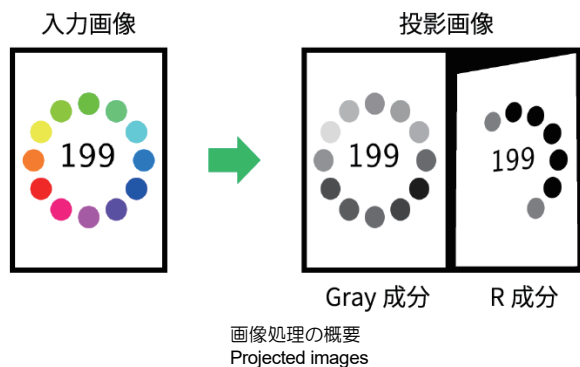 入力画像
投影画像
199
199
199
Gray 成分
R 成分
画像処理の概要
Projected images